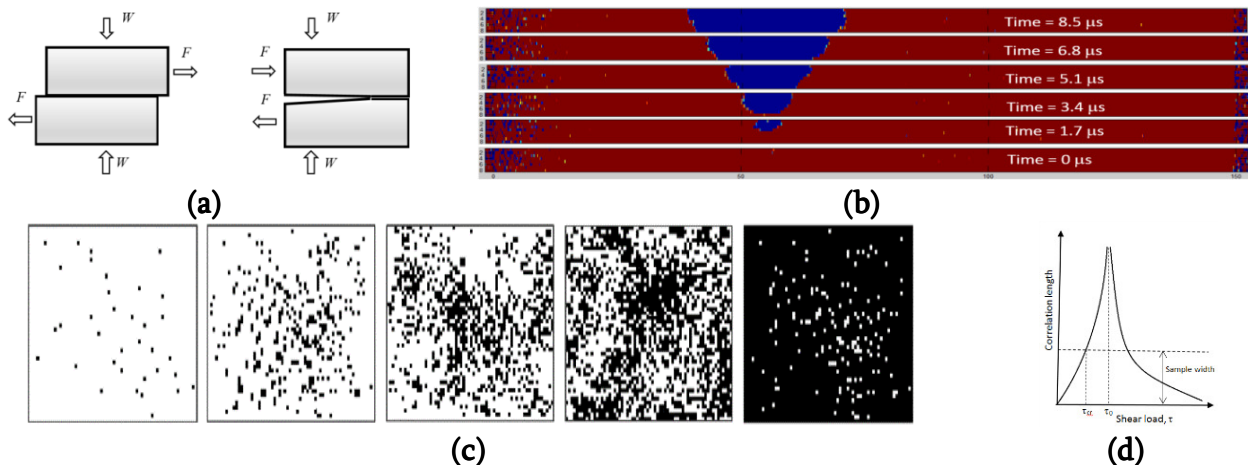 W W
F F
F F
W W
(a)
Time = 8.5 μs
Time = 6.8 μs
Time = 5.1 μs
Time = 3.4 μs
Time = 1.7 μs
Time = 0 μs
0 50 100 150
(b)
(c)
Correlation length
Sample width
τ₀
Shear load, τ
(d)